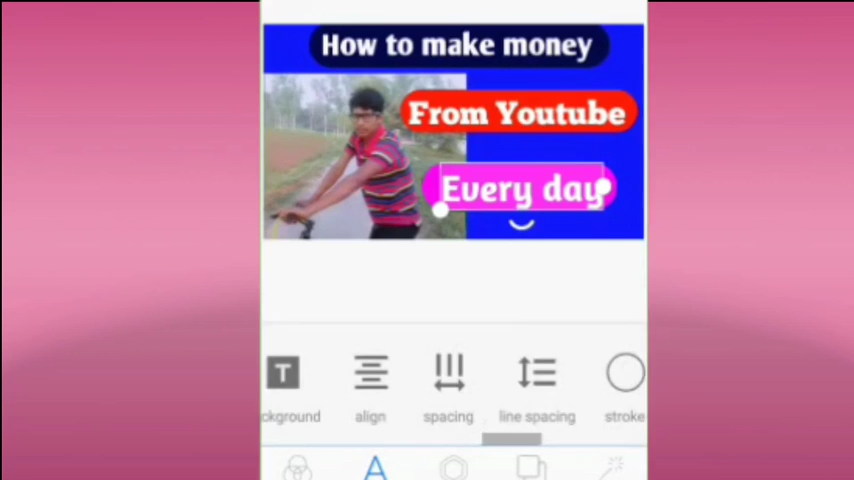 How to make money
From Youtube
Every day
ckground
align
spacing
line spacing
stroke